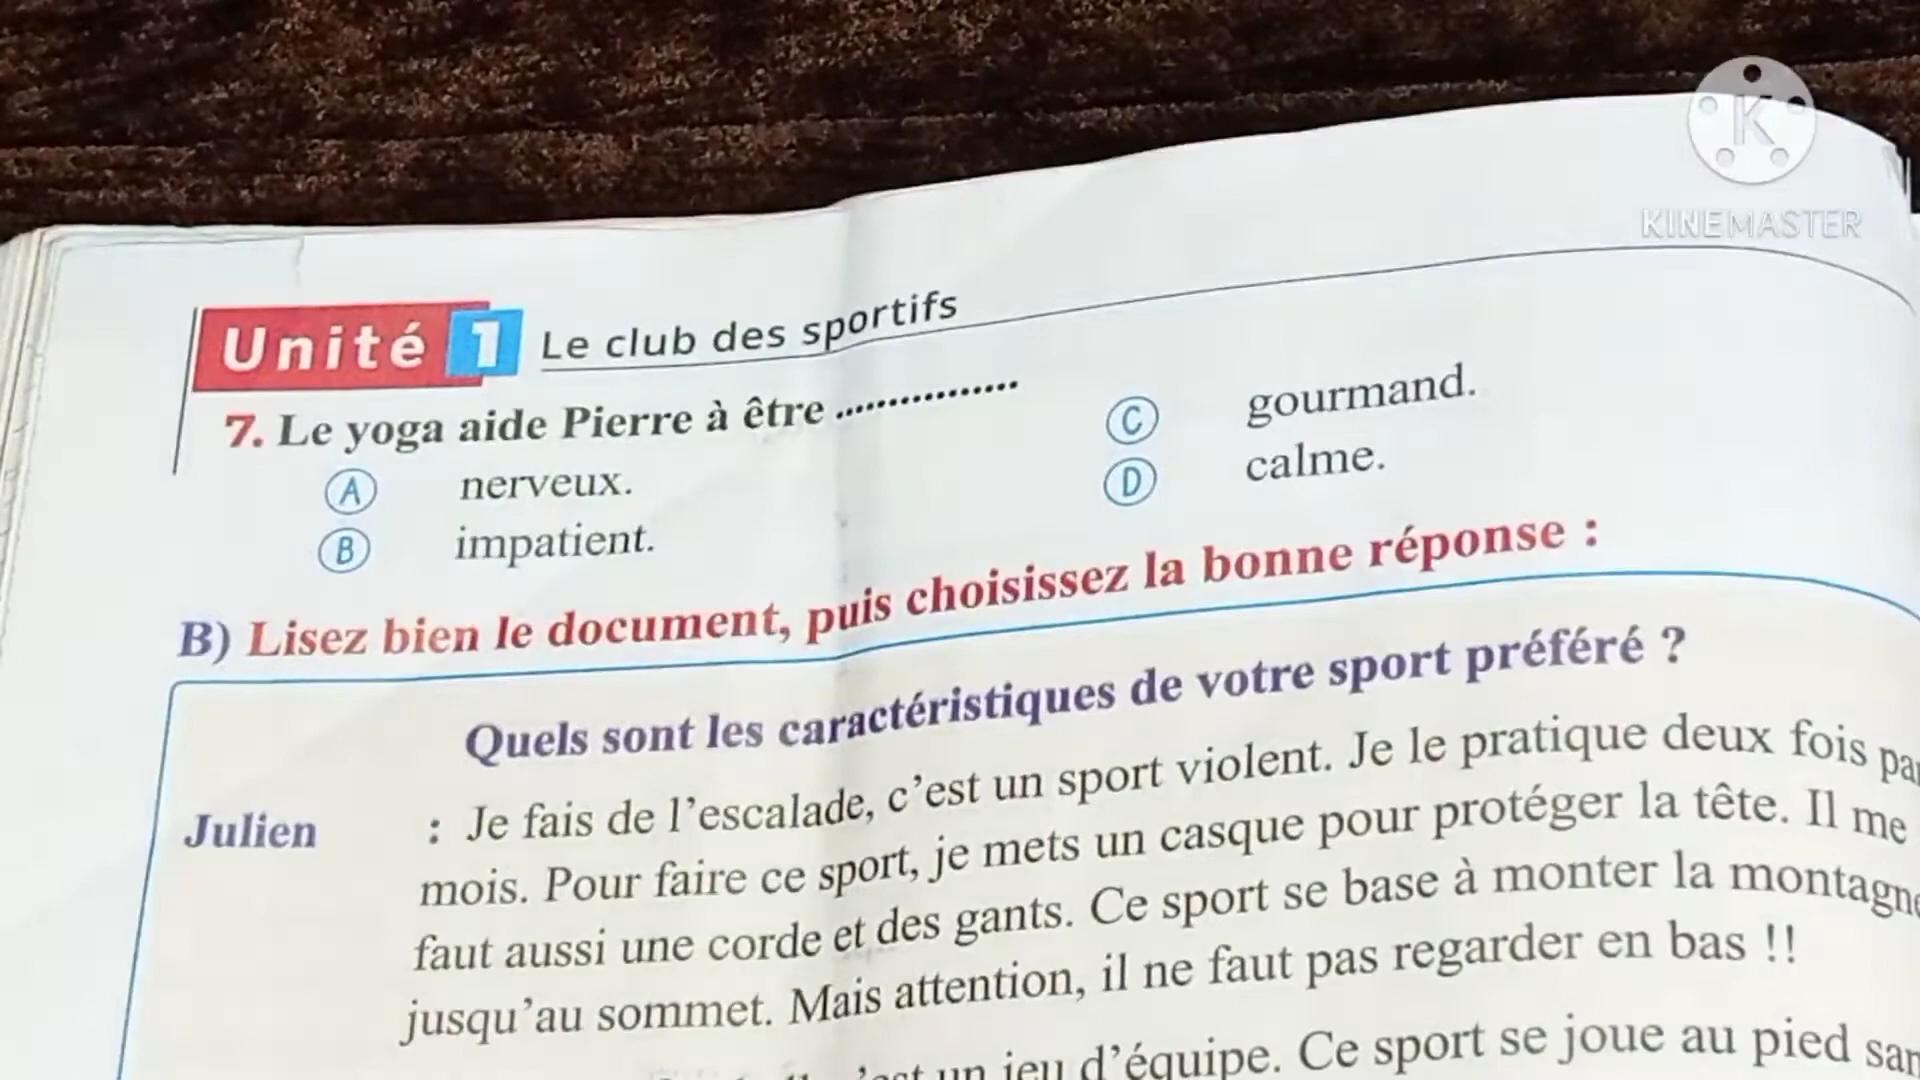 KINEMASTER
Unité 1 Le club des sportifs
7. Le yoga aide Pierre à être ...............
A nerveux.
B impatient.
C gourmand.
D calme.
B) Lisez bien le document, puis choisissez la bonne réponse :
Quels sont les caractéristiques de votre sport préféré ?
Julien : Je fais de l'escalade, c'est un sport violent. Je le pratique deux fois
mois. Pour faire ce sport, je mets un casque pour protéger la tête. Il me
faut aussi une corde et des gants. Ce sport se base à monter la
jusqu'au sommet. Mais attention, il ne faut pas regarder en bas !!
un jeu d'équipe. Ce sport se joue au pied